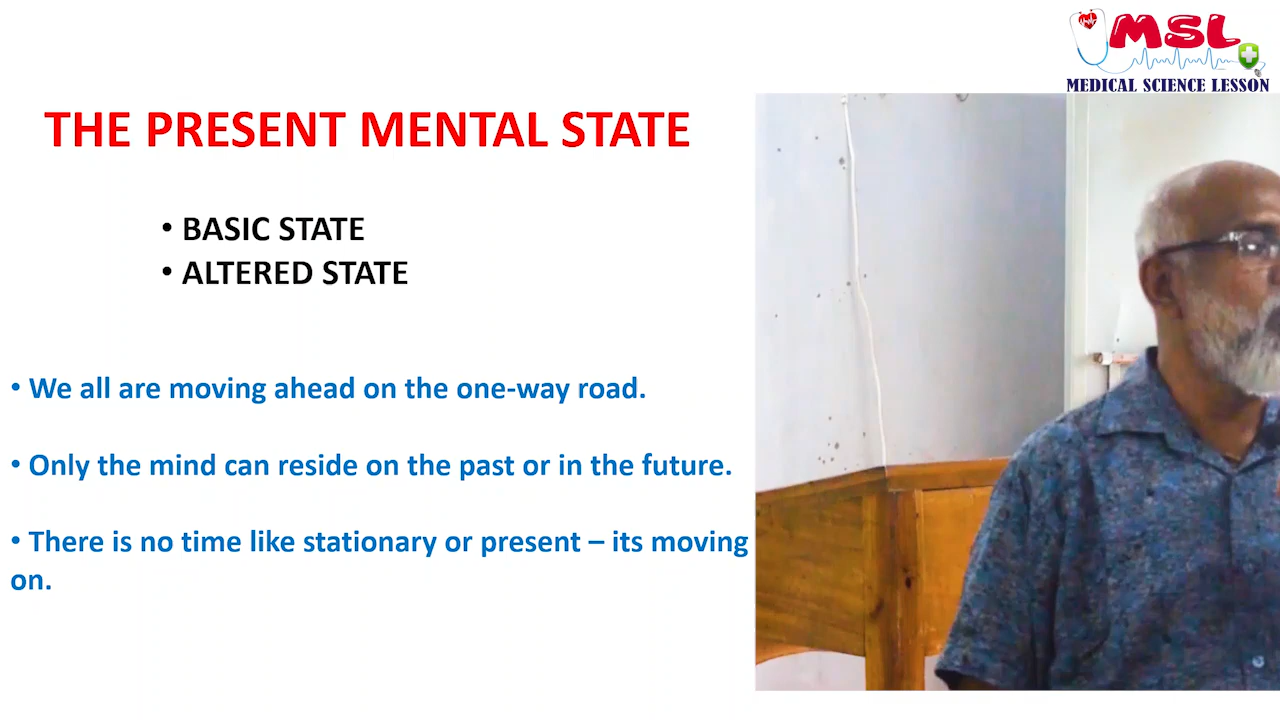 MSL
MEDICAL SCIENCE LESSON
THE PRESENT MENTAL STATE
• BASIC STATE
• ALTERED STATE
• We all are moving ahead on the one-way road.
• Only the mind can reside on the past or in the future.
• There is no time like stationary or present – its moving
on.